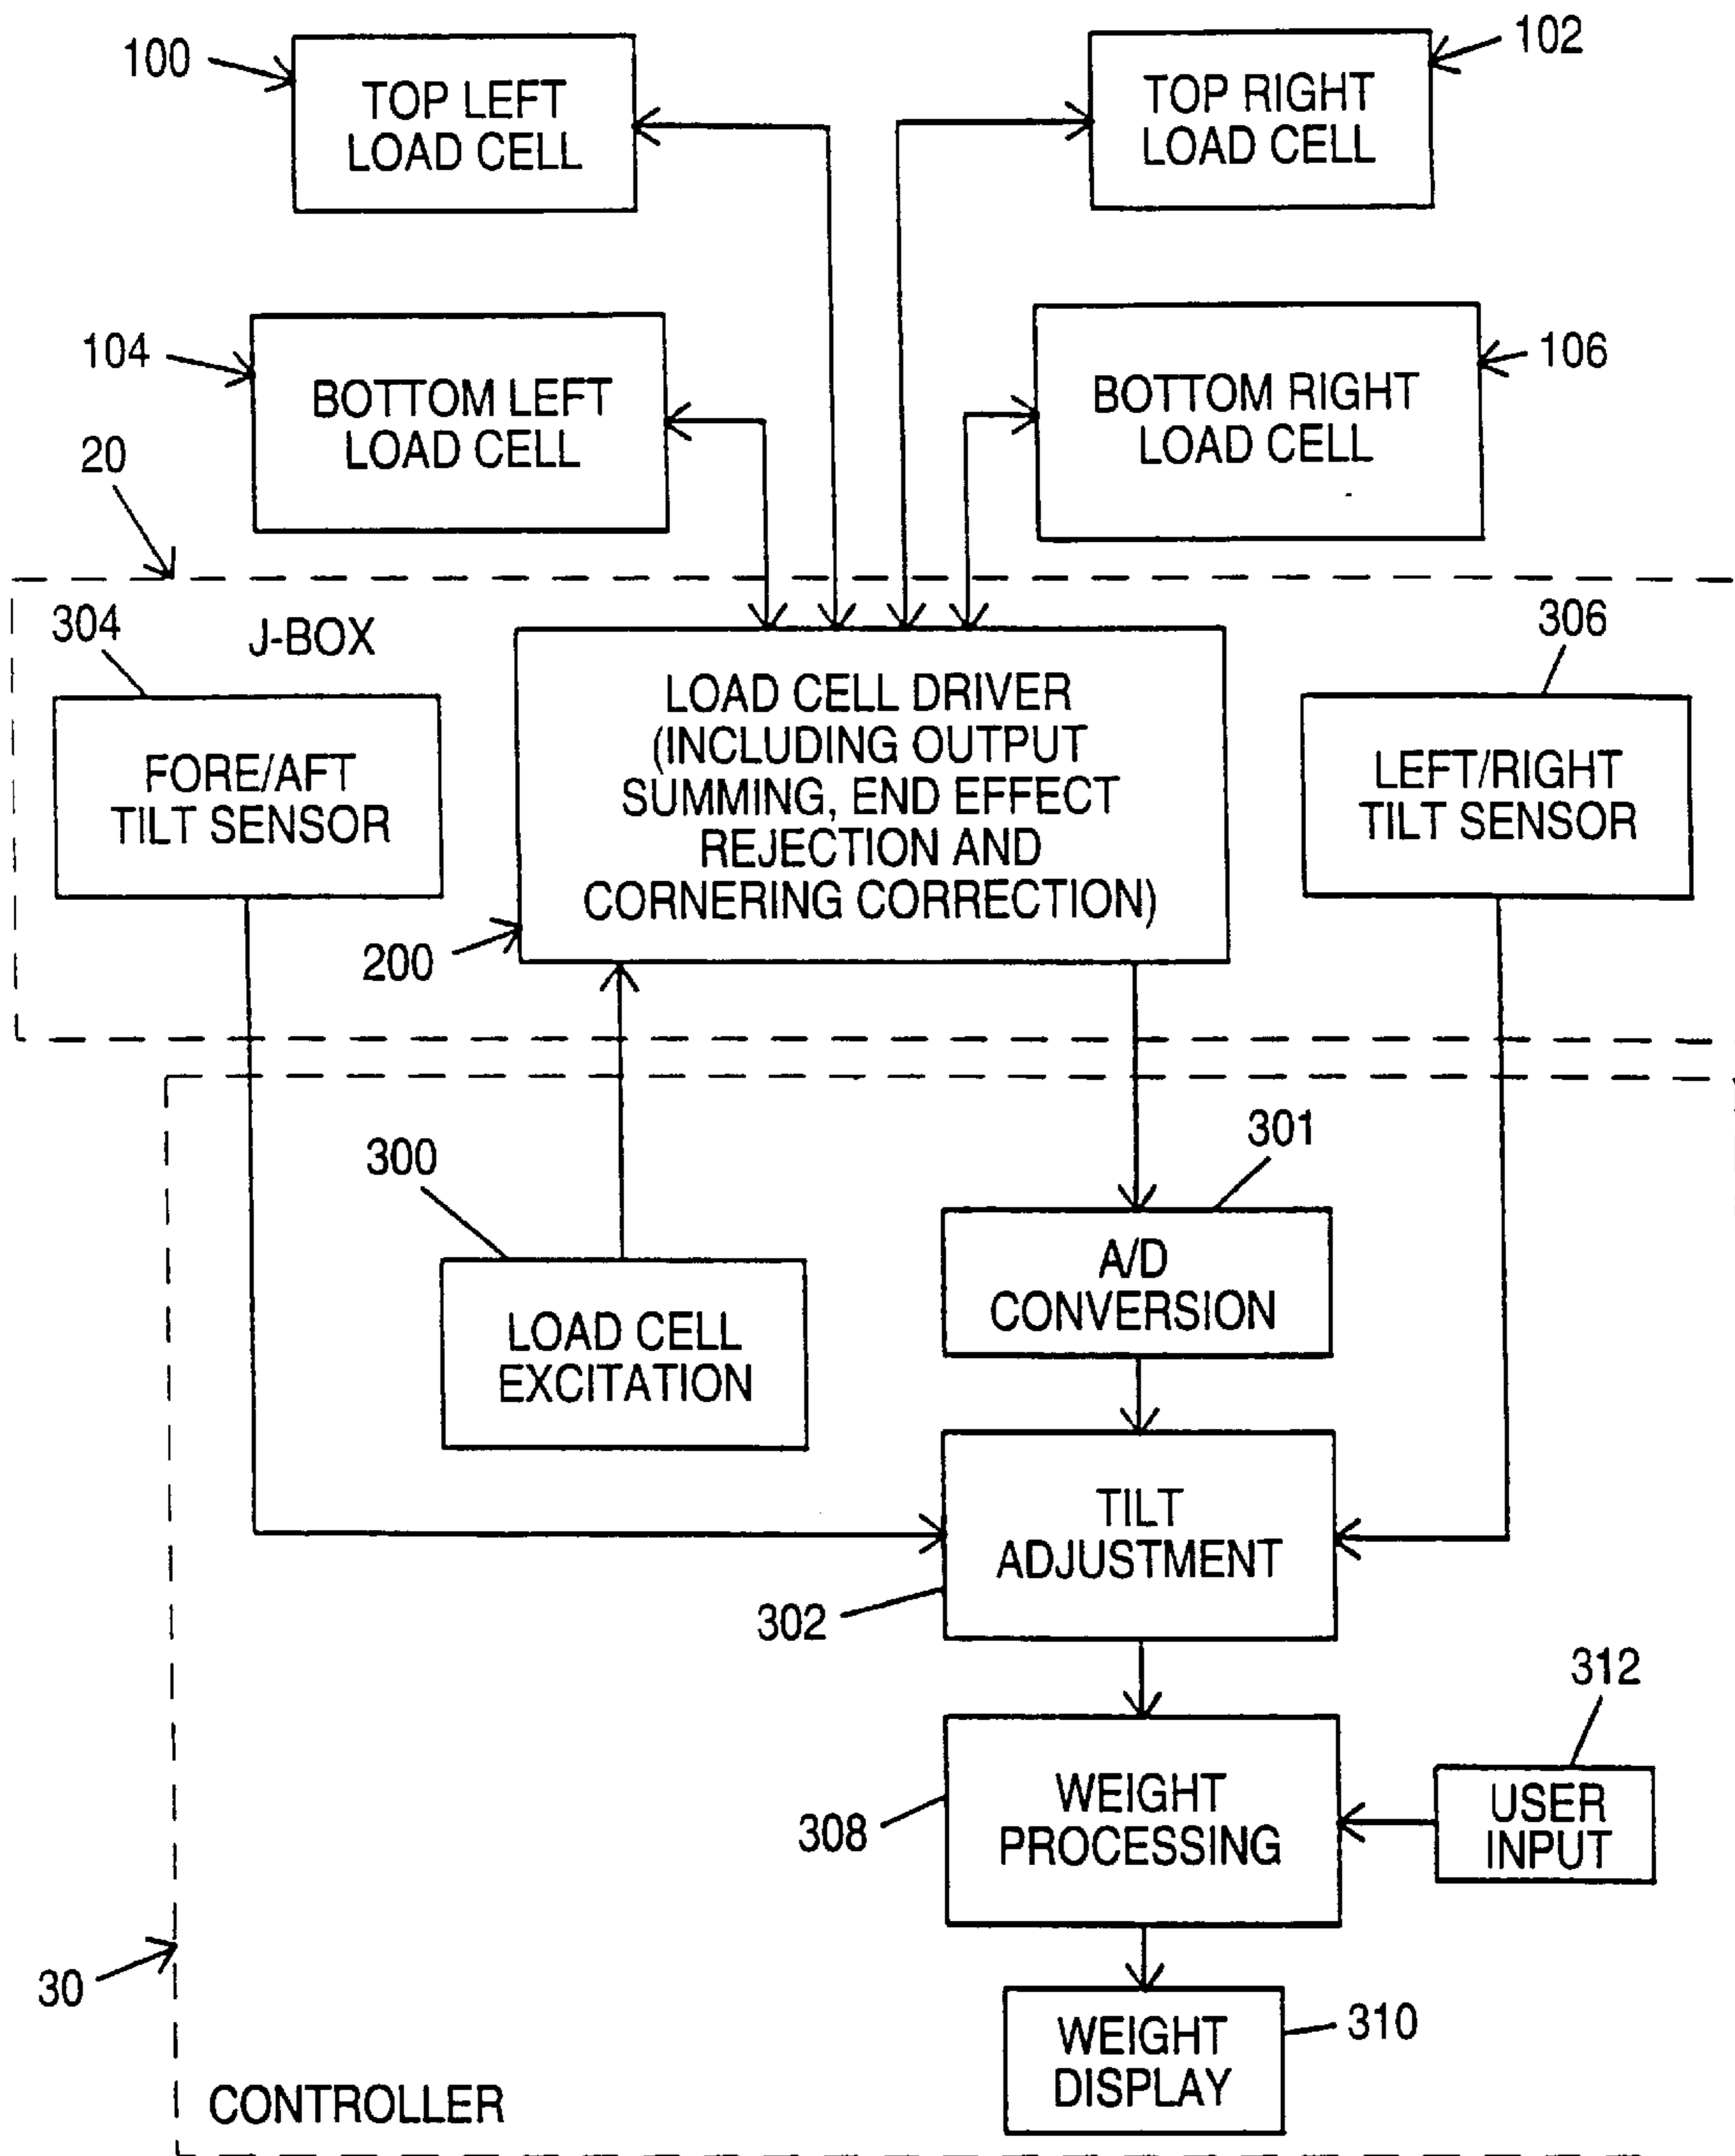 100
TOP LEFT
LOAD CELL
TOP RIGHT
LOAD CELL
102
104
BOTTOM LEFT
LOAD CELL
BOTTOM RIGHT
LOAD CELL
106
20
304
J-BOX
306
FORE/AFT
TILT SENSOR
LOAD CELL DRIVER
(INCLUDING OUTPUT
SUMMING, END EFFECT
REJECTION AND
CORNERING CORRECTION)
LEFT/RIGHT
TILT SENSOR
200
300
301
LOAD CELL
EXCITATION
A/D
CONVERSION
TILT
ADJUSTMENT
302
312
WEIGHT
PROCESSING
308
USER
INPUT
30
WEIGHT
DISPLAY
310
CONTROLLER